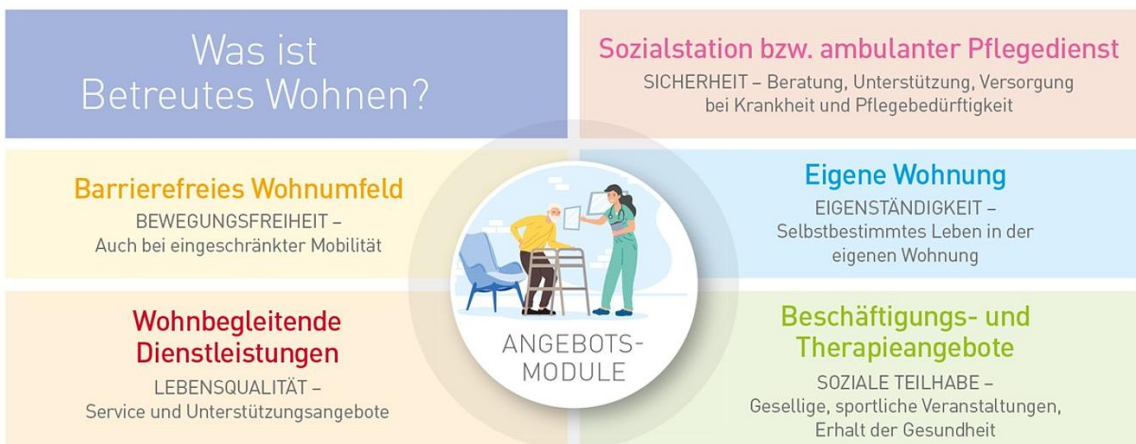 Was ist
Betreutes Wohnen?
Sozialstation bzw. ambulanter Pflegedienst
SICHERHEIT – Beratung, Unterstützung, Versorgung
bei Krankheit und Pflegebedürftigkeit
Barrierefreies Wohnumfeld
BEWEGUNGSFREIHEIT –
Auch bei eingeschränkter Mobilität
Eigene Wohnung
EIGENSTÄNDIGKEIT –
Selbstbestimmtes Leben in der
eigenen Wohnung
Wohnbegleitende
Dienstleistungen
LEBENSQUALITÄT –
Service und Unterstützungsangebote
ANGEBOTS-
MODULE
Beschäftigungs- und
Therapieangebote
SOZIALE TEILHABE –
Gesellige, sportliche Veranstaltungen,
Erhalt der Gesundheit